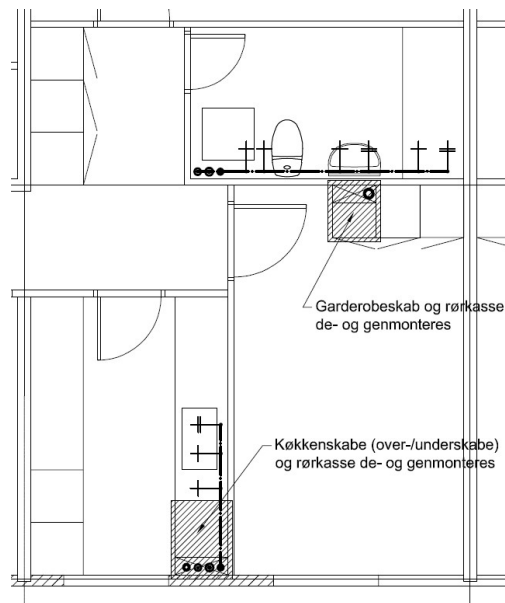 Garderobeskab og rørkasse
de- og genmonteres
Køkkenskabe (over-/underskabe)
og rørkasse de- og genmonteres